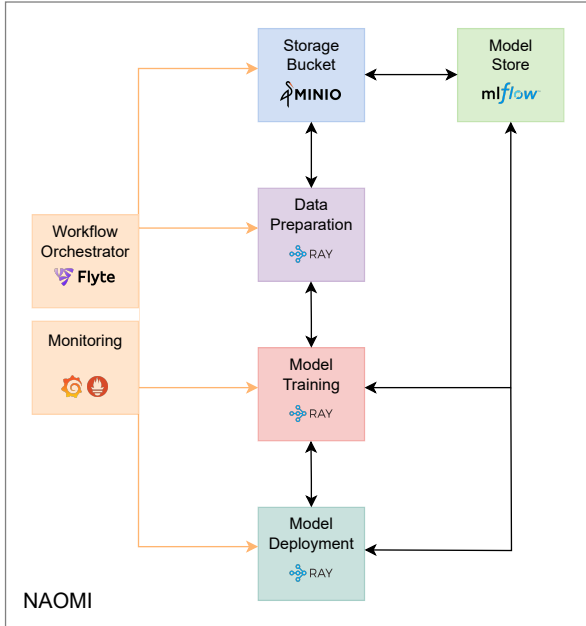 Storage
Bucket
MINIO
Model
Store
mlflow
Data
Preparation
RAY
Workflow
Orchestrator
Flyte
Monitoring
Model
Training
RAY
Model
Deployment
RAY
NAOMI